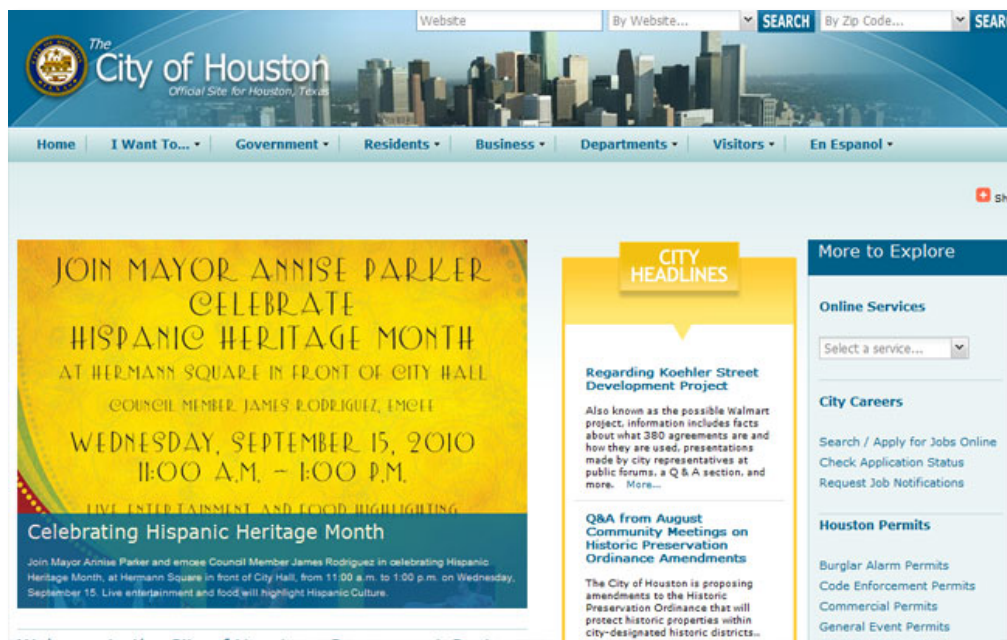 Website By Website... SEARCH By Zip Code... SEAR
The
City of Houston
Official Site for Houston, Texas
Home I Want To... Government Residents Business Departments Visitors En Espanol
Sh
JOIN MAYOR ANNISE PARKER
CELEBRATE
HISPANIC HERITAGE MONTH
AT HERMANN SQUARE IN FRONT OF CITY HALL
COUNCIL MEMBER JAMES RODRIGUEZ, EMCEE
WEDNESDAY, SEPTEMBER 15, 2010
11:00 A.M. – 1:00 P.M.
LIVE ENTERTAINMENT AND FOOD HIGHLIGHTING
Celebrating Hispanic Heritage Month
Join Mayor Annise Parker and emcee Council Member James Rodriguez in celebrating Hispanic
Heritage Month, at Hermann Square in front of City Hall, from 11:00 a.m. to 1:00 p.m. on Wednesday,
September 15. Live entertainment and food will highlight Hispanic Culture.
CITY
HEADLINES
Regarding Koehler Street
Development Project
Also known as the possible Walmart
project, information includes facts
about what 380 agreements are and
how they are used, presentations
made by city representatives at
public forums, a Q & A section, and
more. More...
Q&A from August
Community Meetings on
Historic Preservation
Ordinance Amendments
The City of Houston is proposing
amendments to the Historic
Preservation Ordinance that will
protect historic properties within
city-designated historic districts..
More to Explore
Online Services
Select a service...
City Careers
Search / Apply for Jobs Online
Check Application Status
Request Job Notifications
Houston Permits
Burglar Alarm Permits
Code Enforcement Permits
Commercial Permits
General Event Permits